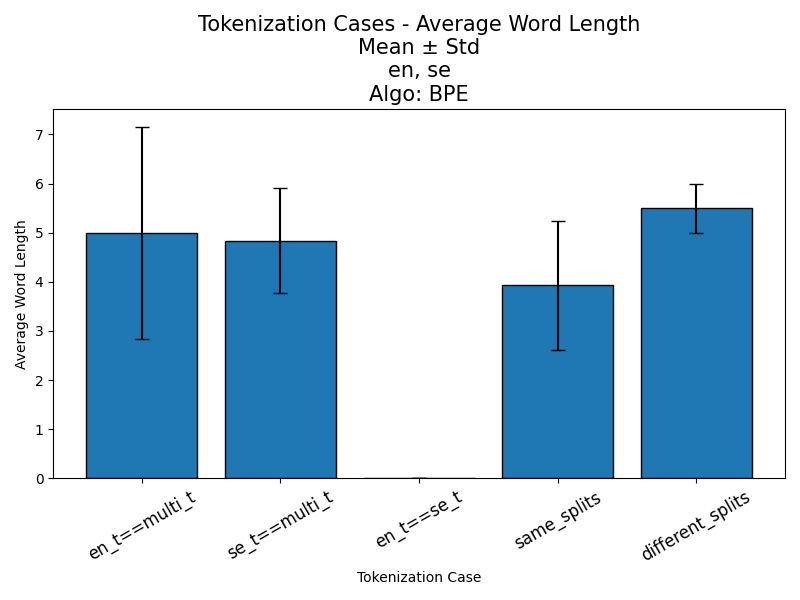 Tokenization Cases - Average Word Length
Mean ± Std
en, se
Algo: BPE
Average Word Length
7
6
5
4
3
2
1
0
en_t==multi_t
se_t==multi_t
en_t==se_t
same_splits
different_splits
Tokenization Case